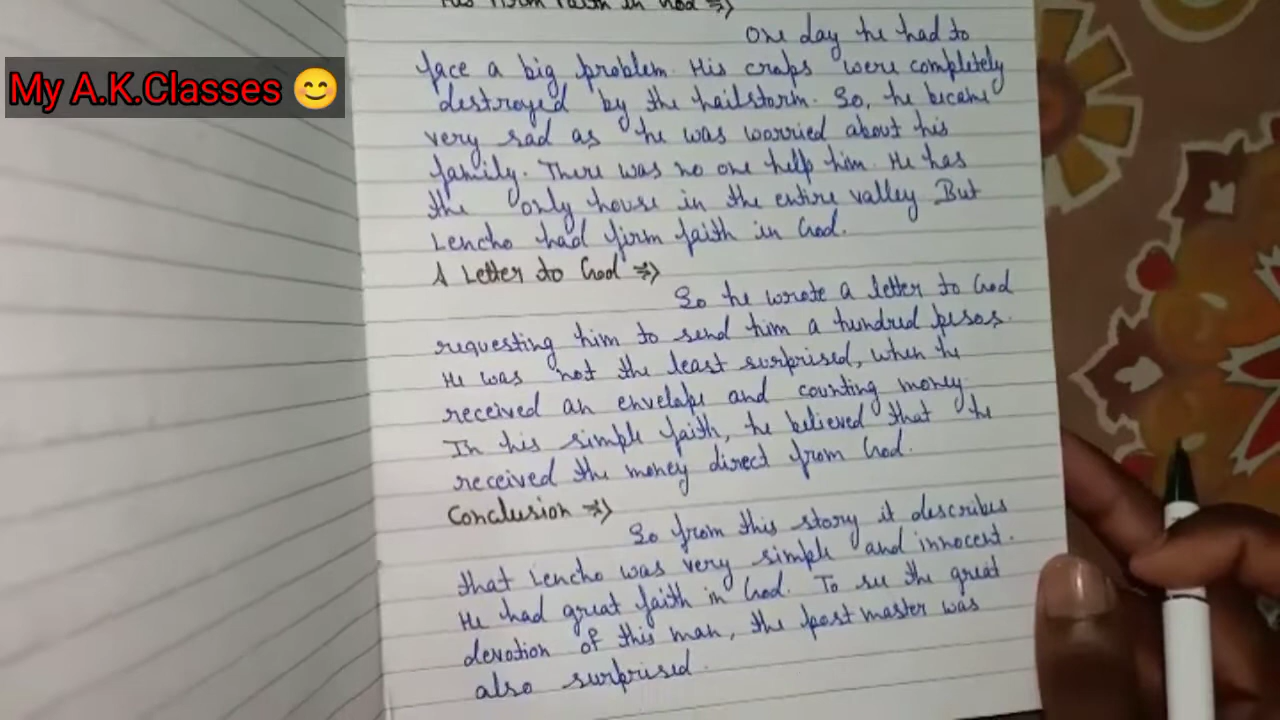 His firm faith in God ⇒>
One day he had to
My A.K.Classes 😊
face a big problem. His craps were completely
destroyed by the hailstorm. So, he became
very sad as he was worried about his
family. There was no one help him. He has
the only house in the entire valley. But
Lencho had firm faith in God.
A Letter to God ⇒>
So he wrote a letter to God
requesting him to send him a hundred pesos.
He was not the least surprised, when he
received an envelope and counting money.
In his simple faith, he believed that he
received the money direct from God.
Conclusion ⇒>
So from this story it describes
that Lencho was very simple and innocent.
He had great faith in God. To see the great
devotion of this man, the post master was
also surprised.